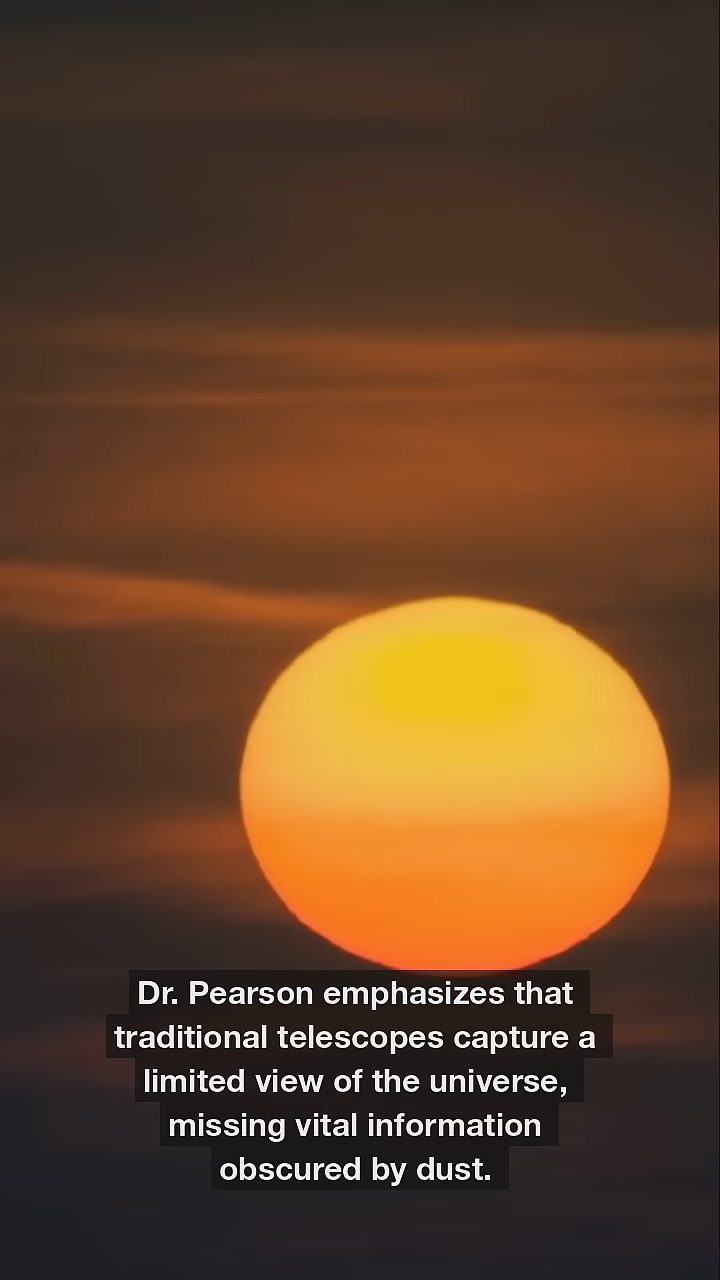 Dr. Pearson emphasizes that
traditional telescopes capture a
limited view of the universe,
missing vital information
obscured by dust.